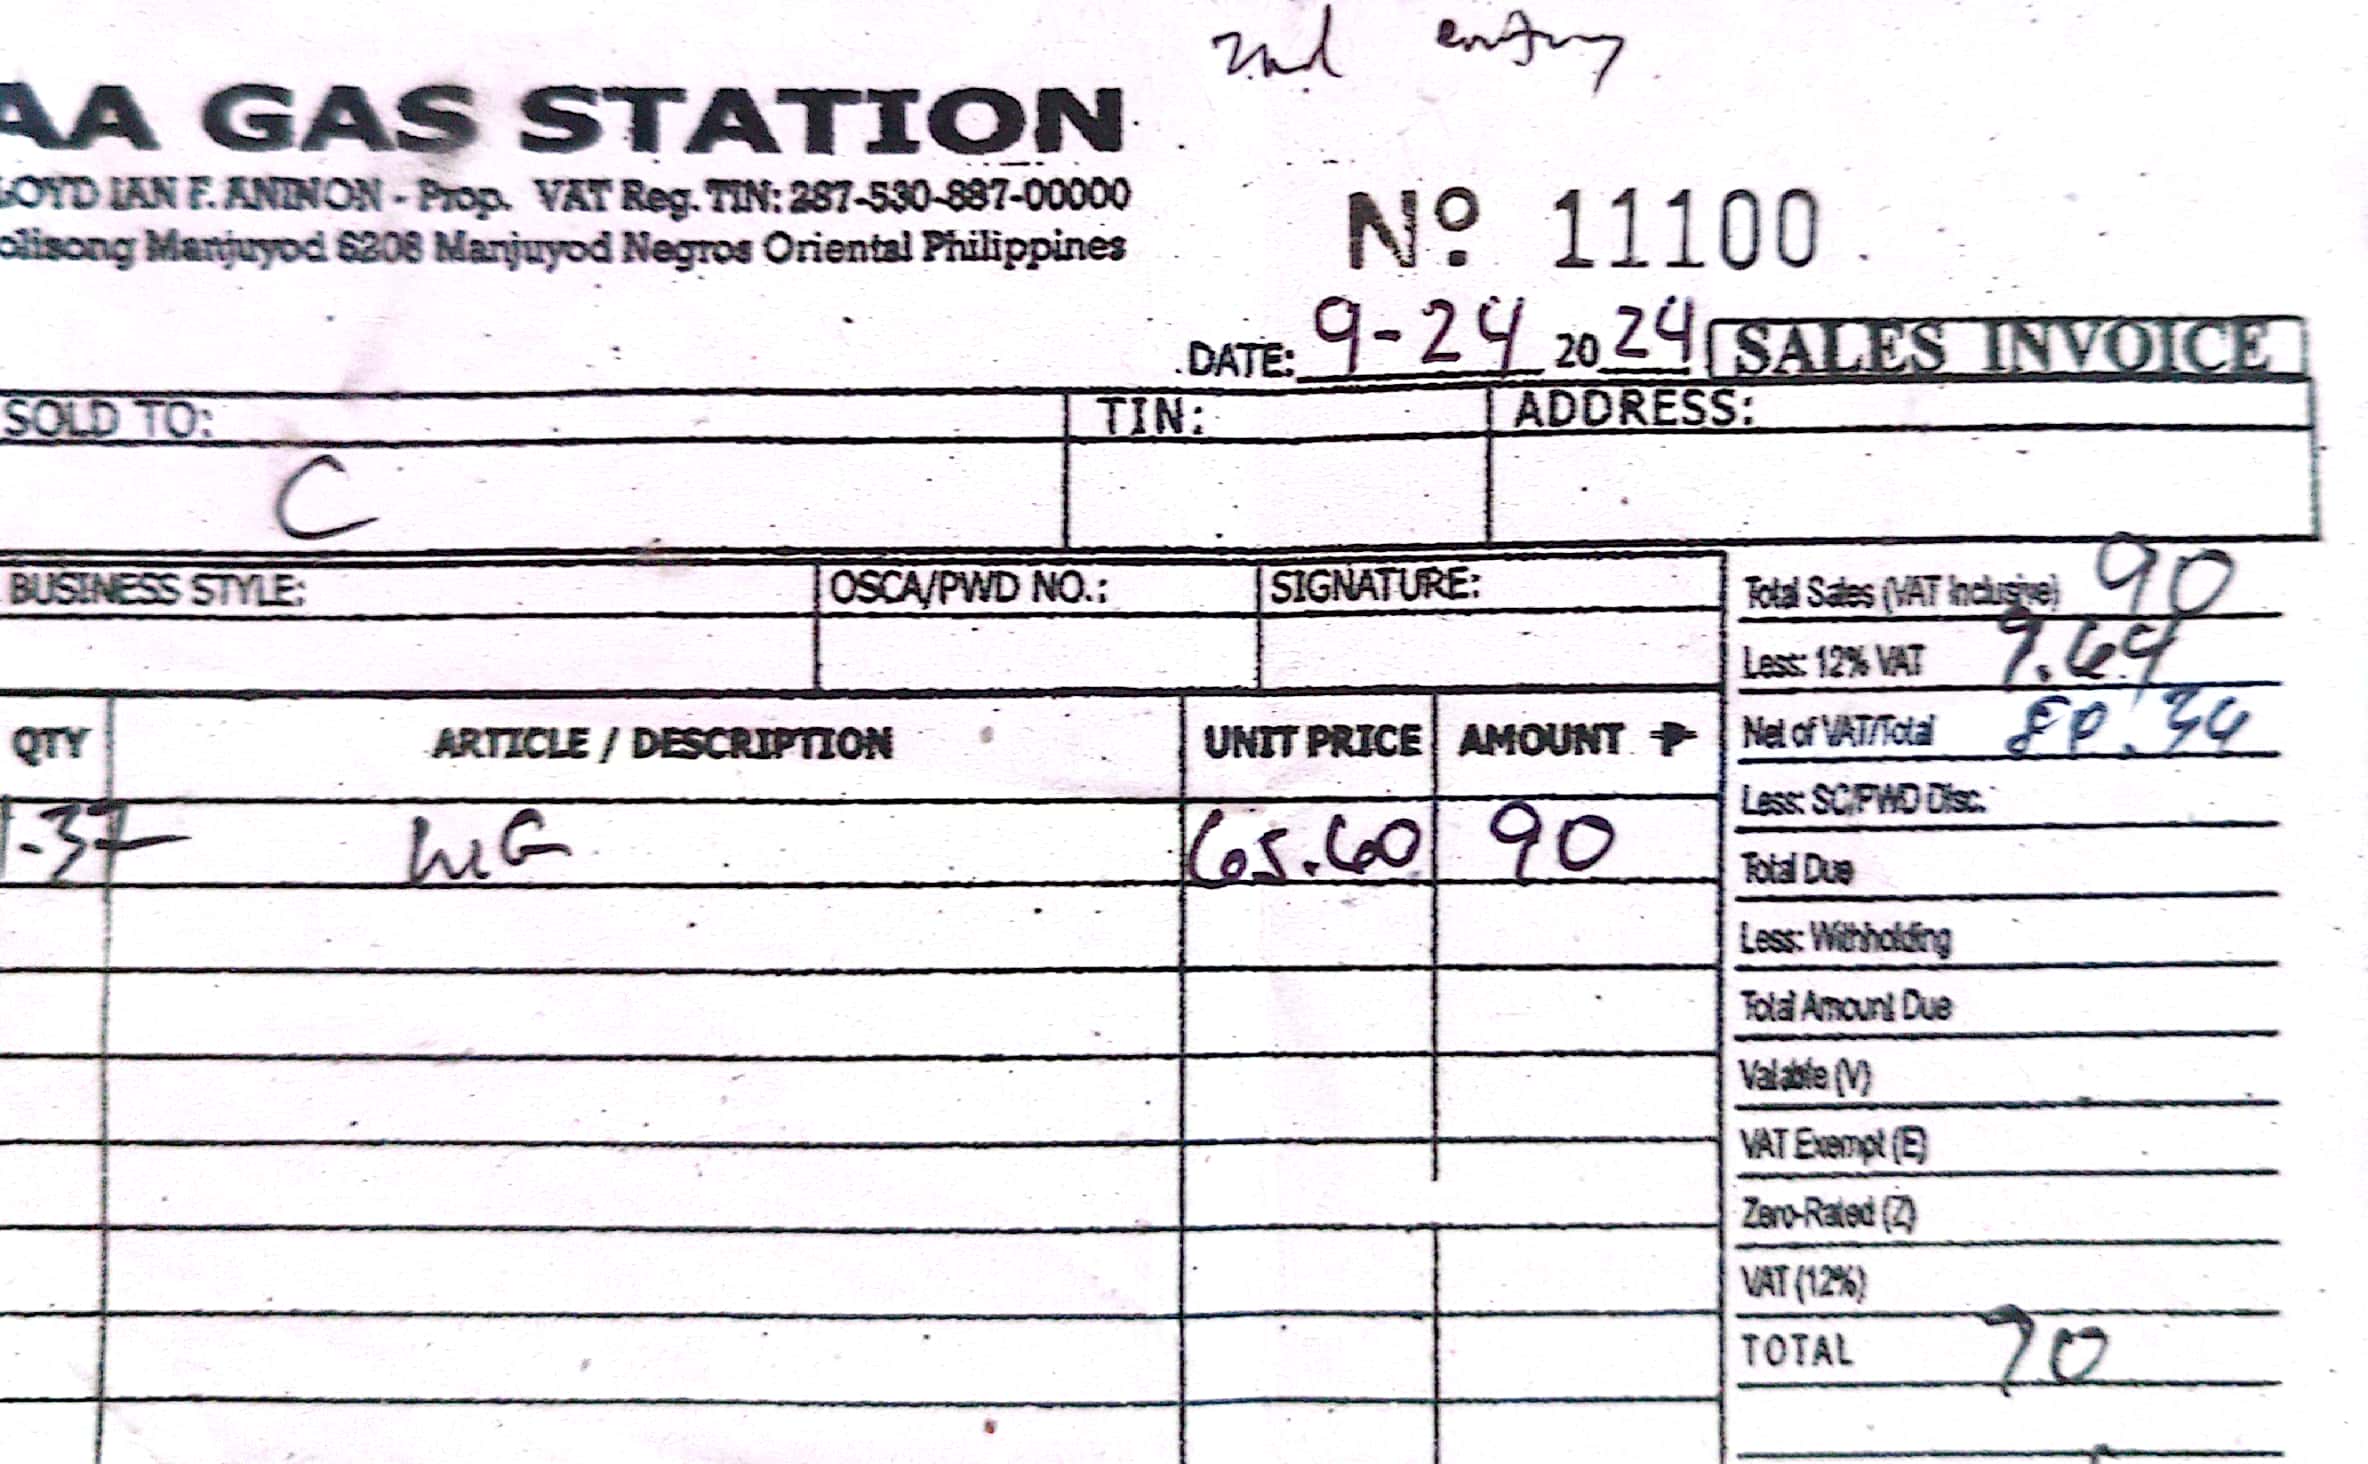 2nd entry
AA GAS STATION
LOYD IAN F. ANINON - Prop. VAT Reg. TIN: 287-530-887-00000
olisong Manjuyod 6208 Manjuyod Negros Oriental Philippines
Nº 11100
DATE: 9-24 2024 SALES INVOICE
SOLD TO: TIN: ADDRESS:
C
BUSINESS STYLE: OSCA/PWD NO.: SIGNATURE:
Total Sales (VAT Inclusive) 90
Less: 12% VAT 9.64
Net of VAT/Total 80.36
QTY ARTICLE / DESCRIPTION UNIT PRICE AMOUNT
1.37 65.60 90
Less: SC/PWD Disc.
Total Due
Less: Withholding
Total Amount Due
Vatable (V)
VAT Exempt (E)
Zero-Rated (Z)
VAT (12%)
TOTAL 90